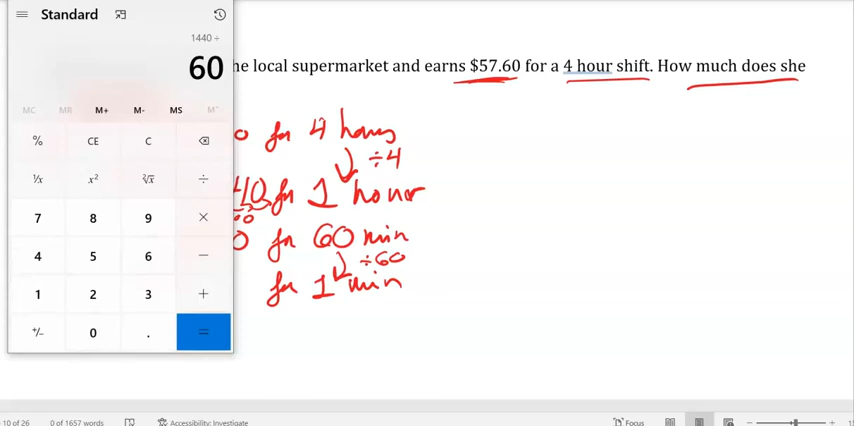 Standard
1440 ÷
60
he local supermarket and earns $57.60 for a 4 hour shift. How much does she
MC MR M+ M- MS
% CE C
¹/x x² ²√x ÷
7 8 9 ×
4 5 6 −
1 2 3 +
+/− 0 . =
0 for 4 hours
÷4
40 for 1 hour
0 for 60 min
÷60
for 1 min
10 of 26 0 of 1657 words Accessibility: Investigate Focus